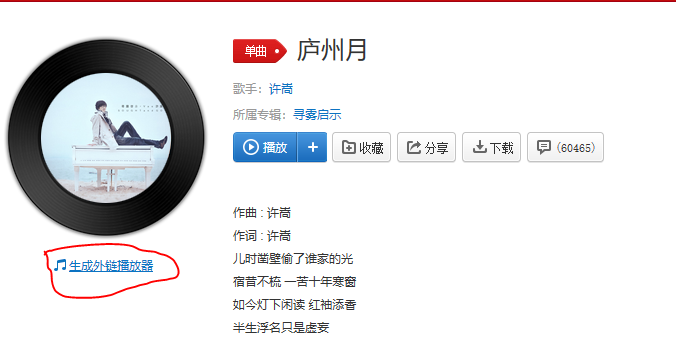 单曲 庐州月
歌手：许嵩
所属专辑：寻雾启示
播放 + 收藏 分享 下载 (60465)
生成外链播放器
作曲 : 许嵩
作词 : 许嵩
儿时凿壁偷了谁家的光
宿昔不梳 一苦十年寒窗
如今灯下闲读 红袖添香
半生浮名只是虚妄